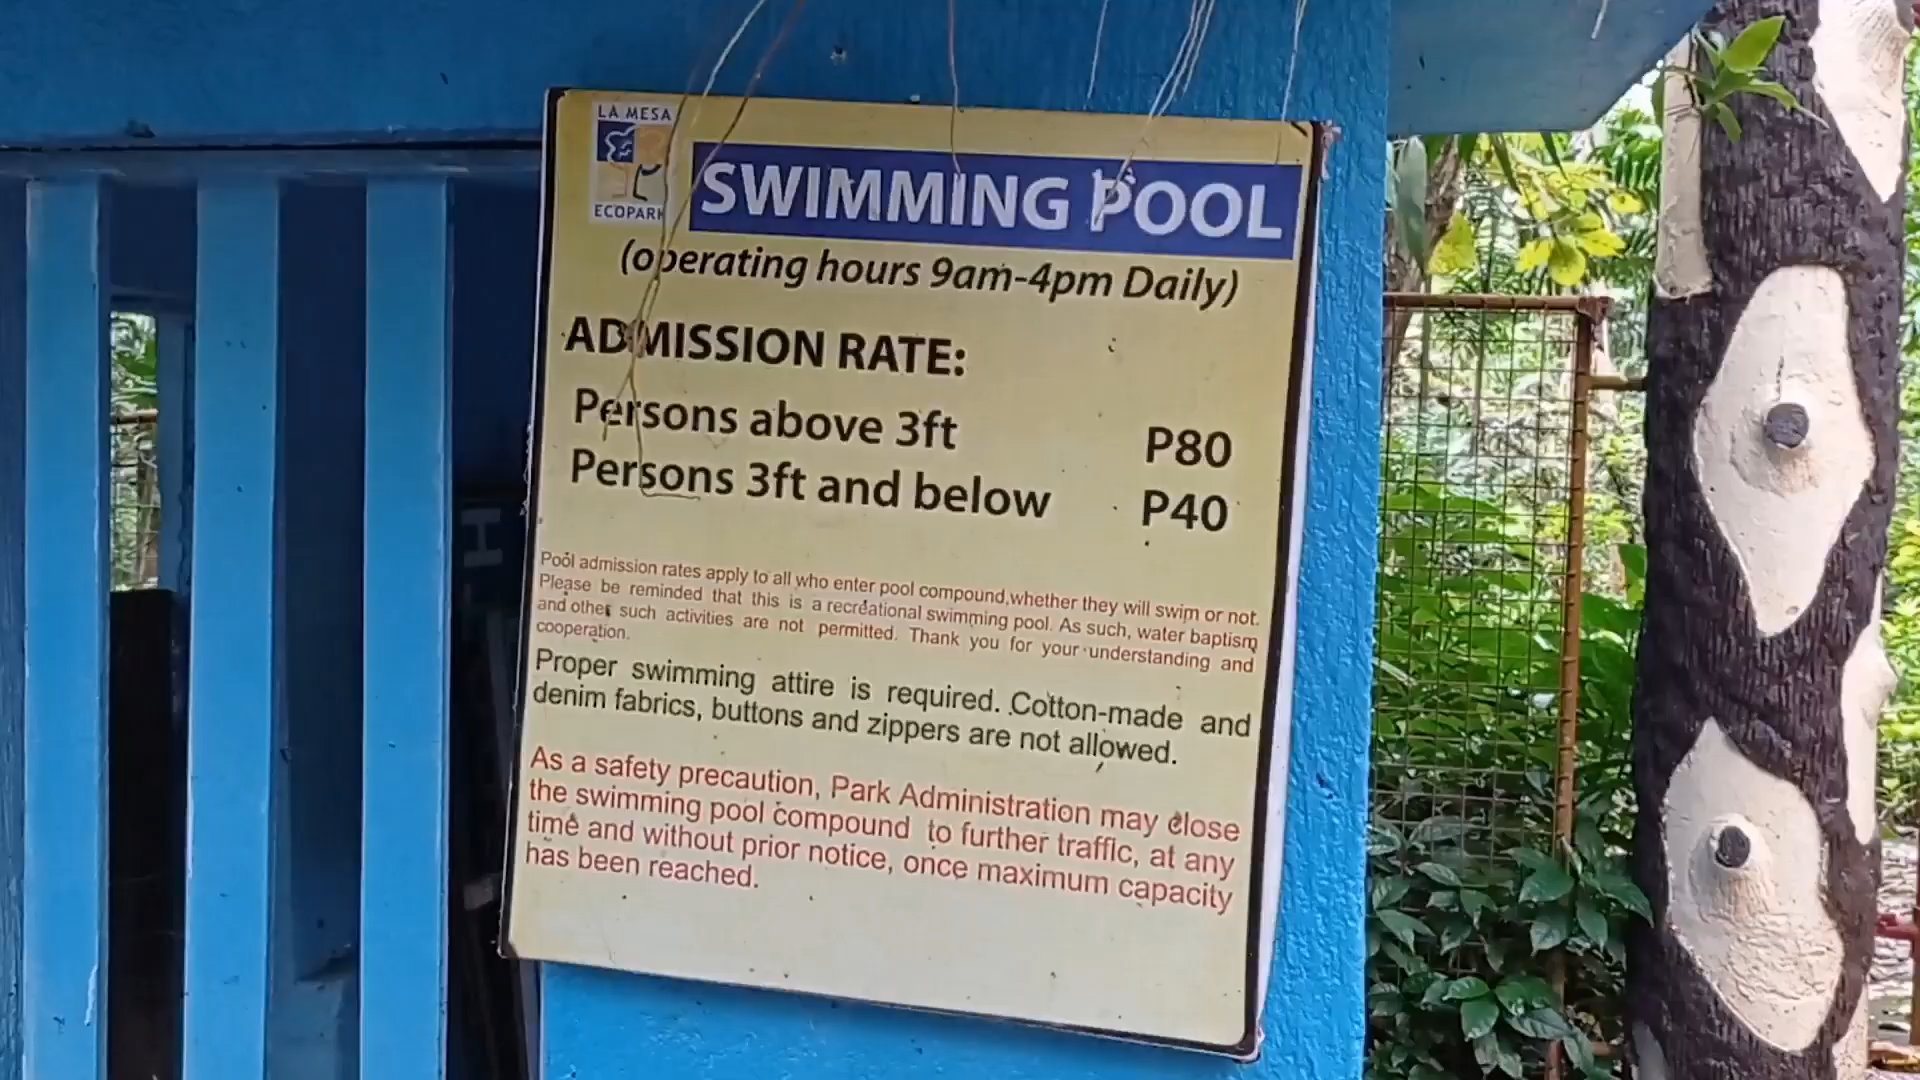 LA MESA
ECOPARK
SWIMMING POOL
(operating hours 9am-4pm Daily)
ADMISSION RATE:
Persons above 3ft P80
Persons 3ft and below P40
Pool admission rates apply to all who enter pool compound,whether they will swim or not.
Please be reminded that this is a recreational swimming pool. As such, water baptism
and other such activities are not permitted. Thank you for your understanding and
cooperation.
Proper swimming attire is required. Cotton-made and
denim fabrics, buttons and zippers are not allowed.
As a safety precaution, Park Administration may close
the swimming pool compound to further traffic, at any
time and without prior notice, once maximum capacity
has been reached.